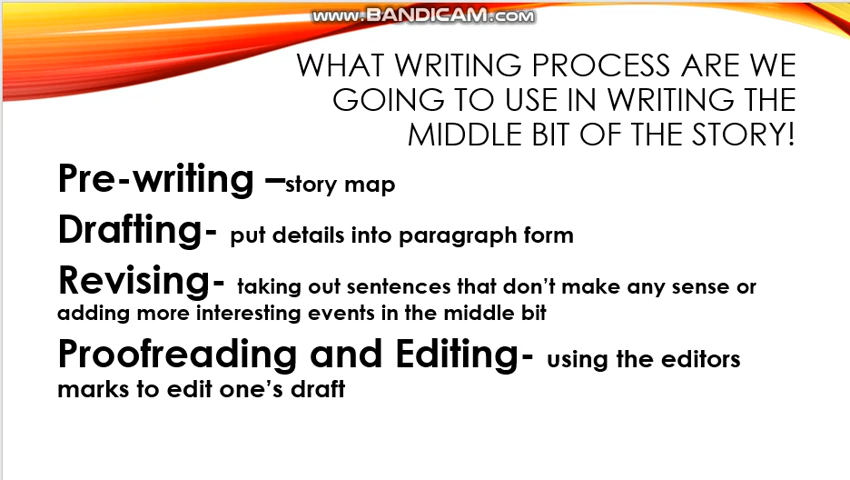 www.BANDICAM.com
WHAT WRITING PROCESS ARE WE
GOING TO USE IN WRITING THE
MIDDLE BIT OF THE STORY!
Pre-writing –story map
Drafting- put details into paragraph form
Revising- taking out sentences that don't make any sense or
adding more interesting events in the middle bit
Proofreading and Editing- using the editors
marks to edit one's draft